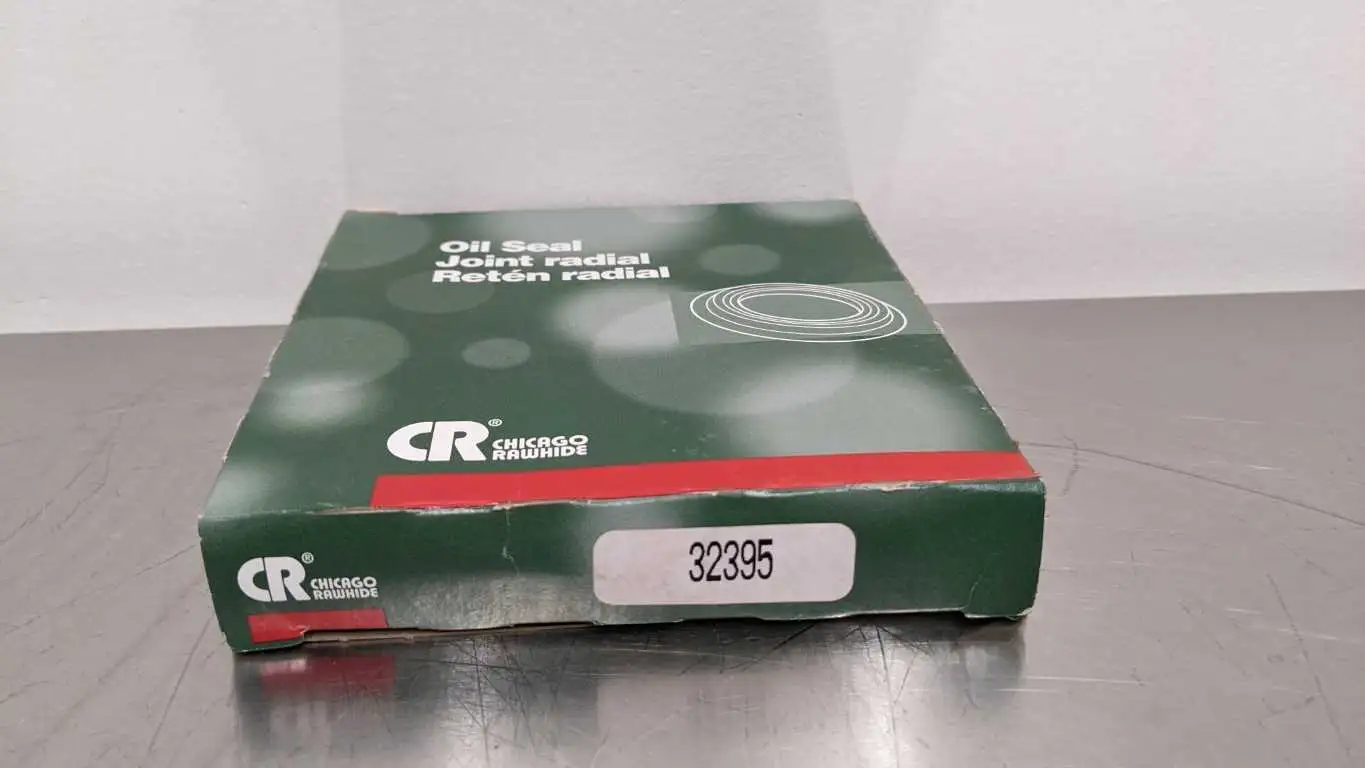 Oil Seal
Joint radial
Retén radial
CR® CHICAGO
RAWHIDE
CR® CHICAGO
RAWHIDE
32395